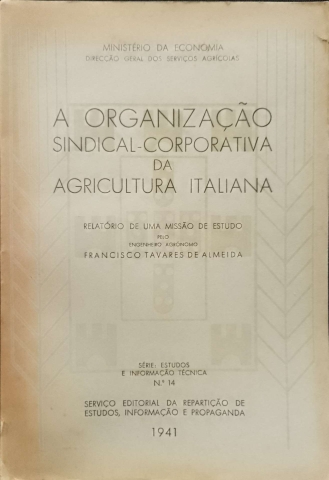 MINISTÉRIO DA ECONOMIA
DIRECÇÃO GERAL DOS SERVIÇOS AGRÍCOLAS
A ORGANIZAÇÃO
SINDICAL-CORPORATIVA
DA
AGRICULTURA ITALIANA
RELATÓRIO DE UMA MISSÃO DE ESTUDO
PELO
ENGENHEIRO AGRÓNOMO
FRANCISCO TAVARES DE ALMEIDA
SÉRIE: ESTUDOS
E INFORMAÇÃO TÉCNICA
N.º 14
SERVIÇO EDITORIAL DA REPARTIÇÃO DE
ESTUDOS, INFORMAÇÃO E PROPAGANDA
1941